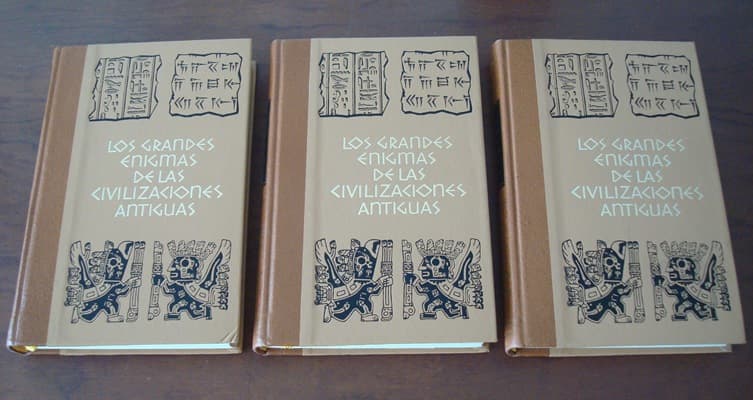 LOS GRANDES
ENIGMAS
DE LAS
CIVILIZACIONES
ANTIGUAS
LOS GRANDES
ENIGMAS
DE LAS
CIVILIZACIONES
ANTIGUAS
LOS GRANDES
ENIGMAS
DE LAS
CIVILIZACIONES
ANTIGUAS